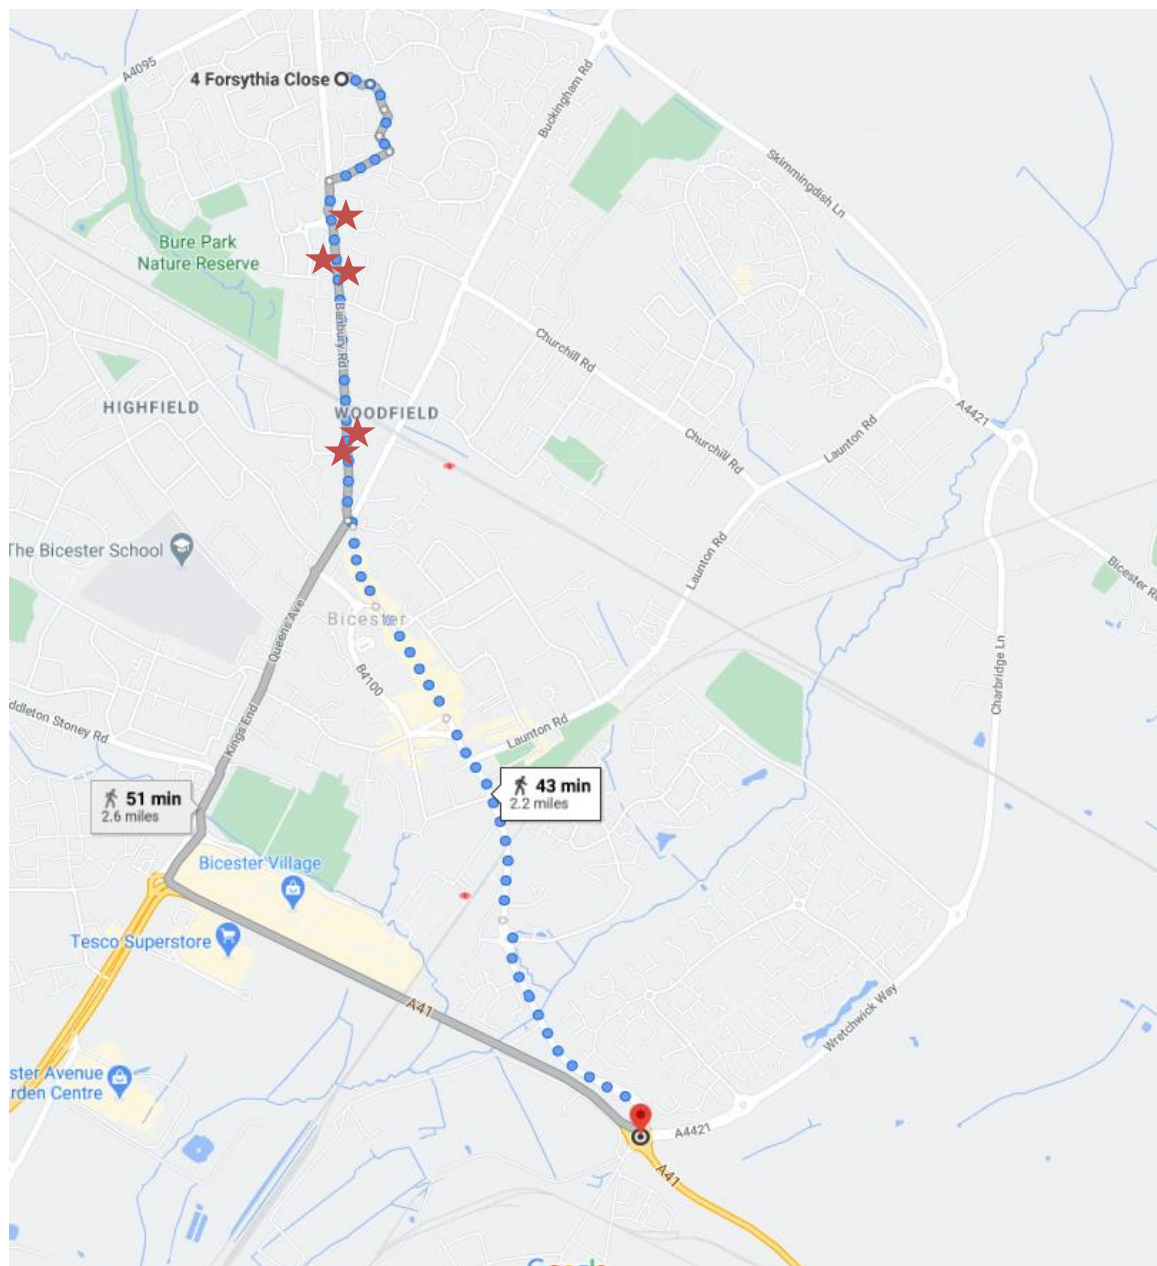 A4095
4 Forsythia Close
Buckingham Rd
Skimmingdish Ln
Bure Park
Nature Reserve
Banbury Rd
Churchill Rd
HIGHFIELD
WOODFIELD
A4421
Launton Rd
Churchill Rd
The Bicester School
Launton Rd
Bicester
Queens Ave
B4100
Charbridge Ln
ddleton Stoney Rd
Kings End
Launton Rd
51 min
2.6 miles
43 min
2.2 miles
Bicester Village
Tesco Superstore
A41
Wretchwick Way
ster Avenue
rden Centre
A4421
A41